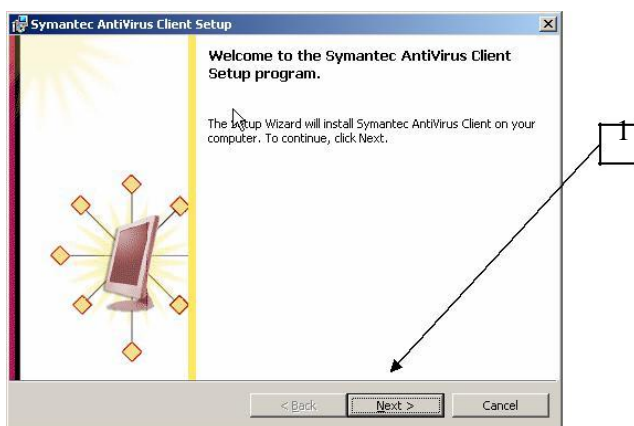 Symantec AntiVirus Client Setup
Welcome to the Symantec AntiVirus Client
Setup program.
The Setup Wizard will install Symantec AntiVirus Client on your
computer. To continue, click Next.
1
< Back
Next >
Cancel